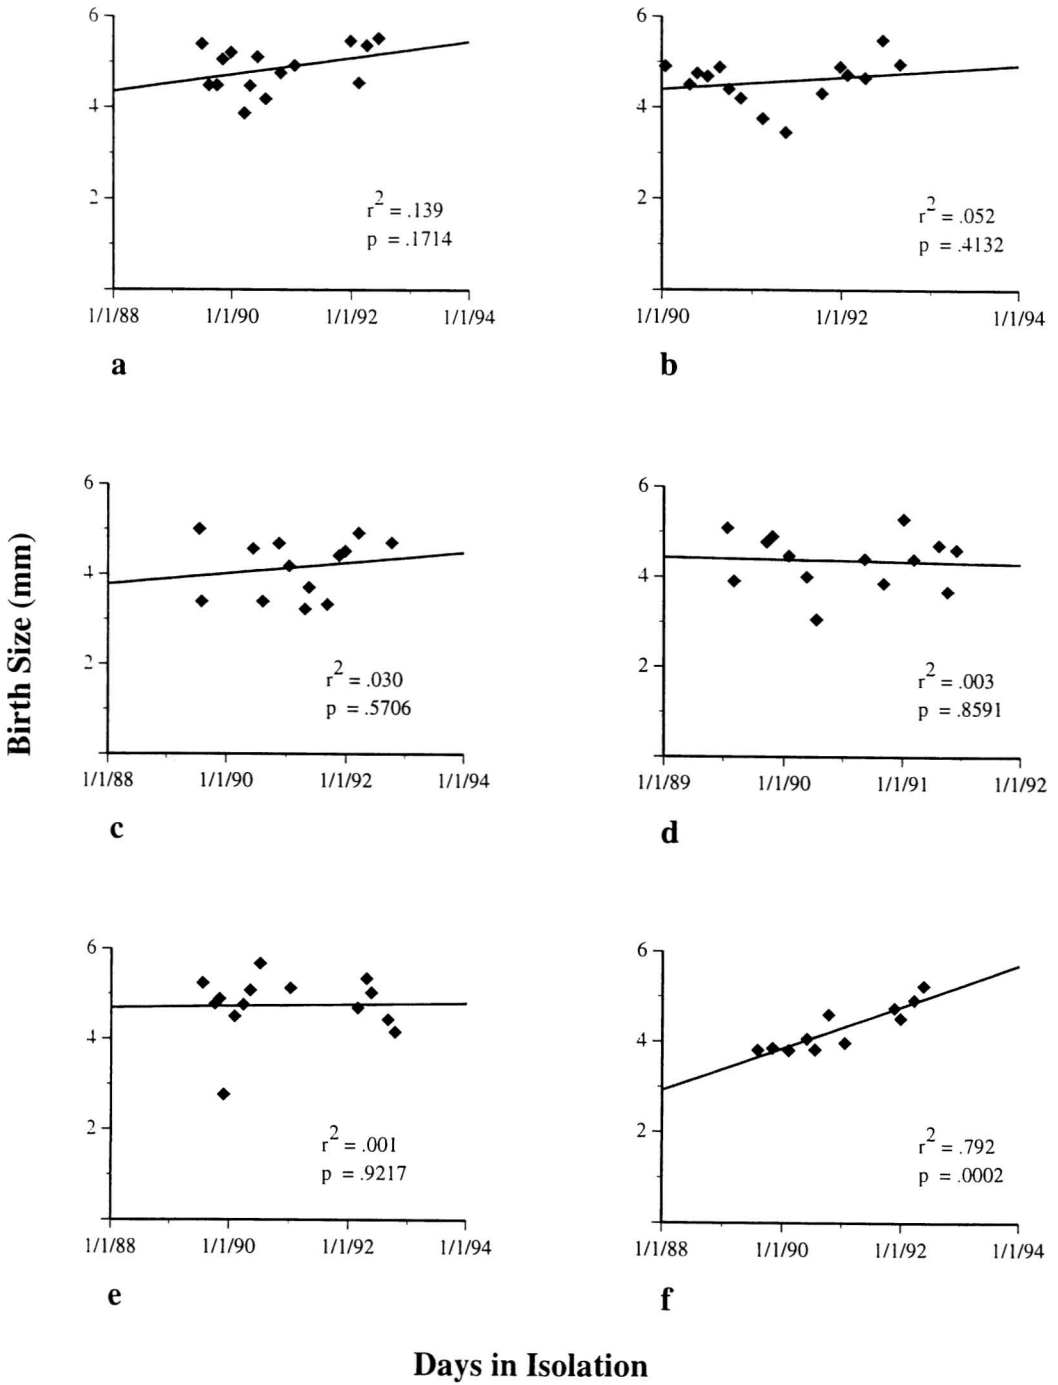 6
4
2
r² = .139
p = .1714
1/1/88 1/1/90 1/1/92 1/1/94
a
6
4
2
r² = .052
p = .4132
1/1/90 1/1/92 1/1/94
b
Birth Size (mm)
6
4
2
r² = .030
p = .5706
1/1/88 1/1/90 1/1/92 1/1/94
c
6
4
2
r² = .003
p = .8591
1/1/89 1/1/90 1/1/91 1/1/92
d
6
4
2
r² = .001
p = .9217
1/1/88 1/1/90 1/1/92 1/1/94
e
6
4
2
r² = .792
p = .0002
1/1/88 1/1/90 1/1/92 1/1/94
f
Days in Isolation